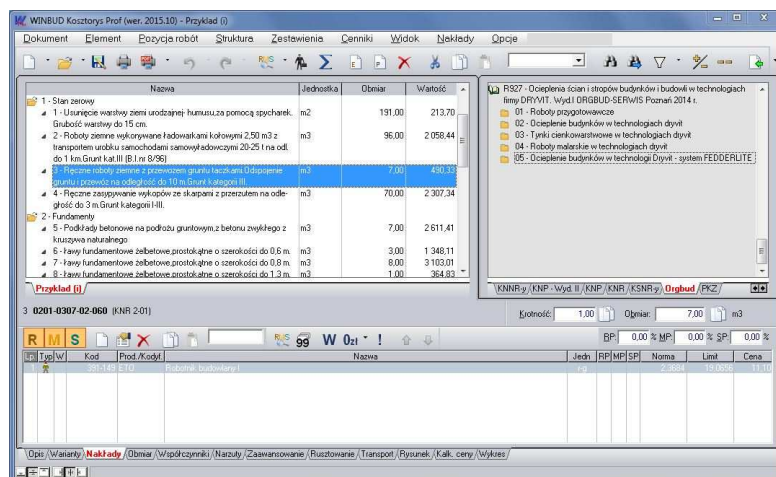 WINBUD Kosztorys Prof (wer. 2015.10) - Przyklad (i)
Dokument Element Pozycja robót Struktura Zestawienia Cenniki Widok Nakłady Opcje
Nazwa Jednostka Obmiar Wartość
1 - Stan zerowy
1 - Usunięcie warstwy ziemi urodzajnej- humusu,za pomocą spycharek. m2 191,00 213,70
Grubość warstwy do 15 cm.
2 - Roboty ziemne wykonywane ładowarkami kołowymi 2,50 m3 z m3 96,00 2 058,44
transportem urobku samochodami samowyładowczymi 20-25 t na odl.
do 1 km.Grunt kat.III (B.I.nr 8/96)
3 - Ręczne roboty ziemne z przewozem gruntu taczkami.Odspojenie m3 7,00 490,33
gruntu i przewóz na odległość do 10 m.Grunt kategorii III.
4 - Ręczne zasypywanie wykopów ze skarpami z przerzutem na odle- m3 70,00 2 307,34
głość do 3 m.Grunt kategorii I-III.
2 - Fundamenty
5 - Podkłady betonowe na podłożu gruntowym,z betonu zwykłego z m3 7,00 2 611,41
kruszywa naturalnego
6 - ławy fundamentowe żelbetowe,prostokątne o szerokości do 0,6 m. m3 3,00 1 348,11
7 - ławy fundamentowe żelbetowe,prostokątne o szerokości do 0,8 m. m3 8,00 3 103,01
8 - ławy fundamentowe żelbetowe,prostokątne o szerokości do 1,3 m. m3 1,00 364,83
Przyklad (i)
R927 - Ocieplenia ścian i stropów budynków i budowli w technologiach
firmy DRYVIT. Wyd.I ORGBUD-SERWIS Poznań 2014 r.
01 - Roboty przygotowawcze
02 - Ocieplenie budynków w technologiach dryvit
03 - Tynki cienkowarstwowe w technologiach dryvit
04 - Roboty malarskie w technologiach dryvit
05 - Ocieplenie budynków w technologii Dryvit - system FEDDERLITE
KNNR-y KNP - Wyd. II KNP KNR KSNR-y Orgbud PKZ
3 0201-0307-02-060 (KNR 2-01) Krotność: 1,00 Obmiar: 7,00 m3
R M S 99 W 0zł ! BP: 0,00 % MP: 0,00 % SP: 0,00 %
Lp Typ W Kod Prod./Kodyf. Nazwa Jedn RP MP SP Norma Limit Cena
1 391-149 ETO Robotnik budowlany I r-g 2,3684 19,0656 11,10
Opis Warianty Nakłady Obmiar Współczynniki Narzuty Zaawansowanie Rusztowanie Transport Rysunek Kalk. ceny Wykres